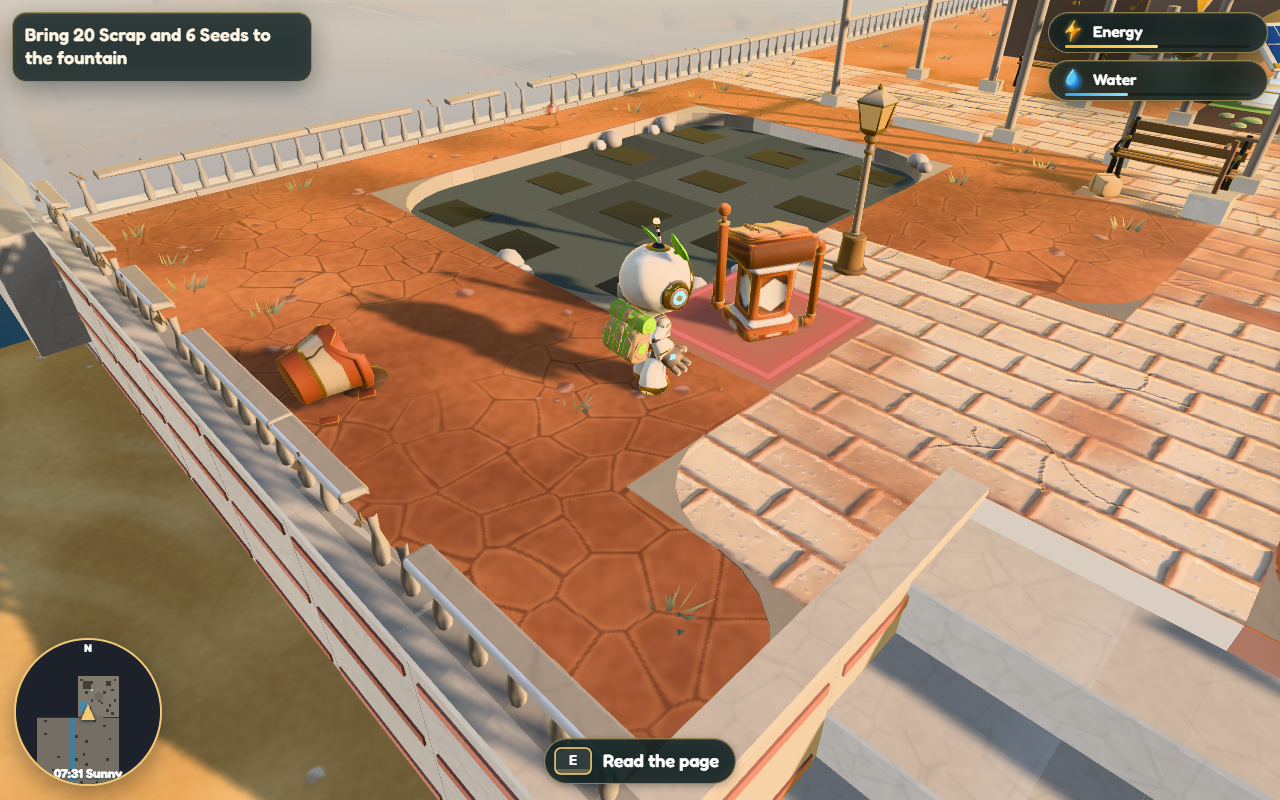 Bring 20 Scrap and 6 Seeds to
the fountain
Energy
Water
N
07:31 Sunny
E Read the page